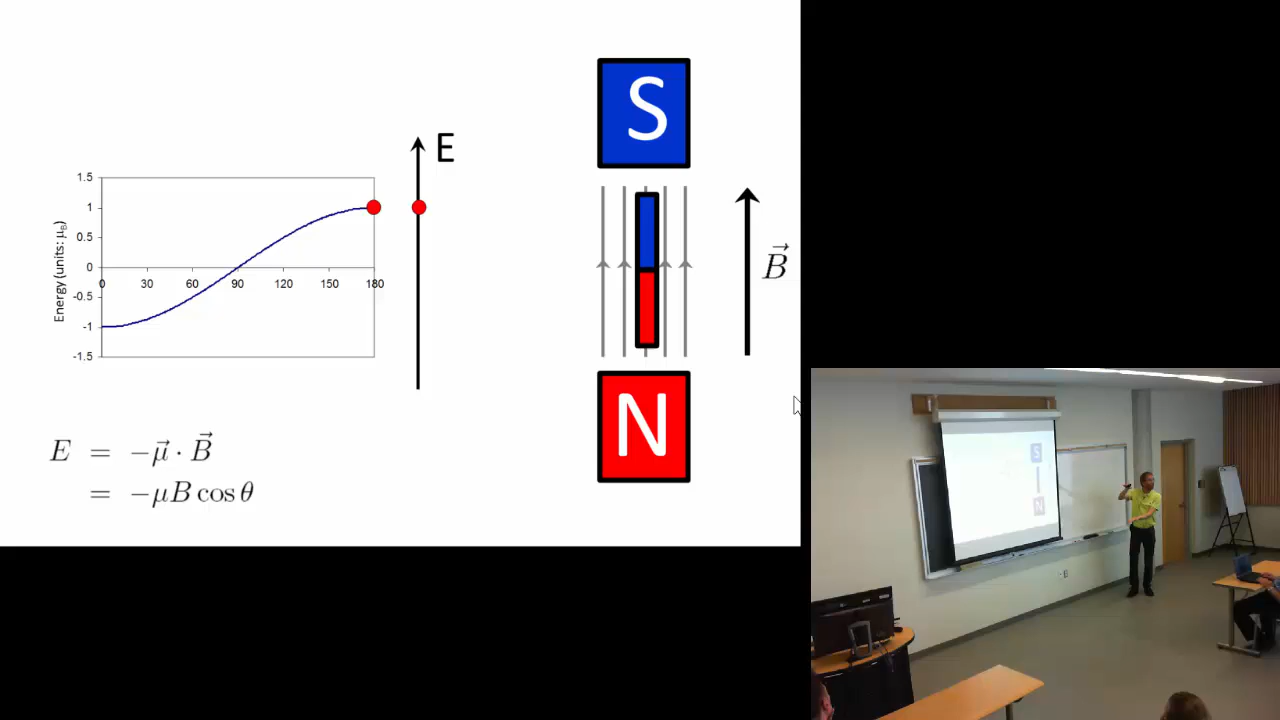 E
1.5
1
0.5
0
-0.5
-1
-1.5
0 30 60 90 120 150 180
Energy (units: μB)
S
N
B⃗
E = −μ⃗ · B⃗
= −μB cos θ
S
N